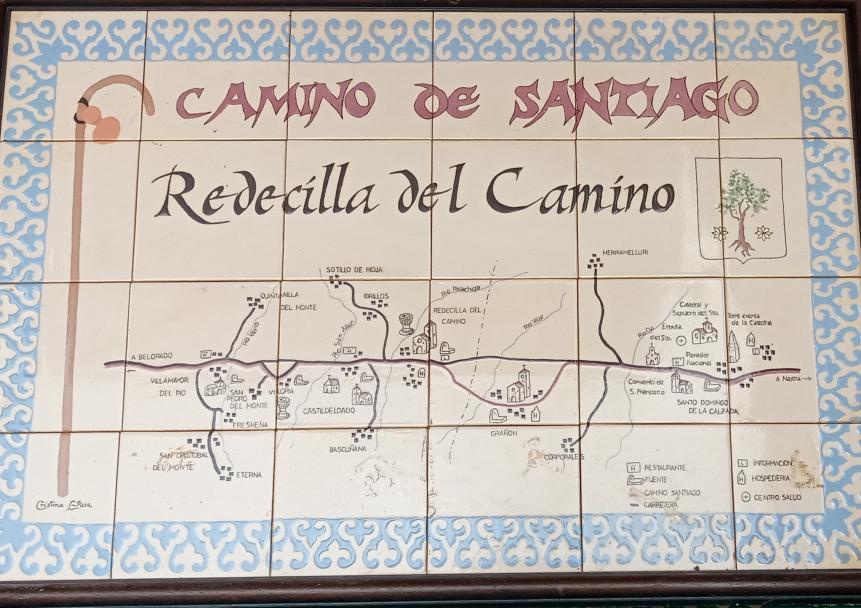 CAMINO DE SANTIAGO
Redecilla del Camino
HERRAMELLURI
SOTILLO DE RIOJA
QUINTANILLA
DEL MONTE
IBRILLOS
Río Reláchigo
REDECILLA DEL
CAMINO
Río Villar
Catedral y
Sepulcro del Sto.
Torre exenta
de la Catedral
Ermita
del Sto.
Parador
Nacional
A BELORADO
A Nájera
VILLAMAYOR
DEL RIO
SAN
PEDRO
DEL MONTE
VILORIA
CASTILDELGADO
Convento de
S. Francisco
SANTO DOMINGO
DE LA CALZADA
FRESNEÑA
GRAÑON
BASCUÑANA
CORPORALES
SAN CRISTOBAL
DEL MONTE
ETERNA
RESTAURANTE
FUENTE
CAMINO SANTIAGO
CARRETERA
INFORMACION
HOSPEDERIA
CENTRO SALUD
Cristina